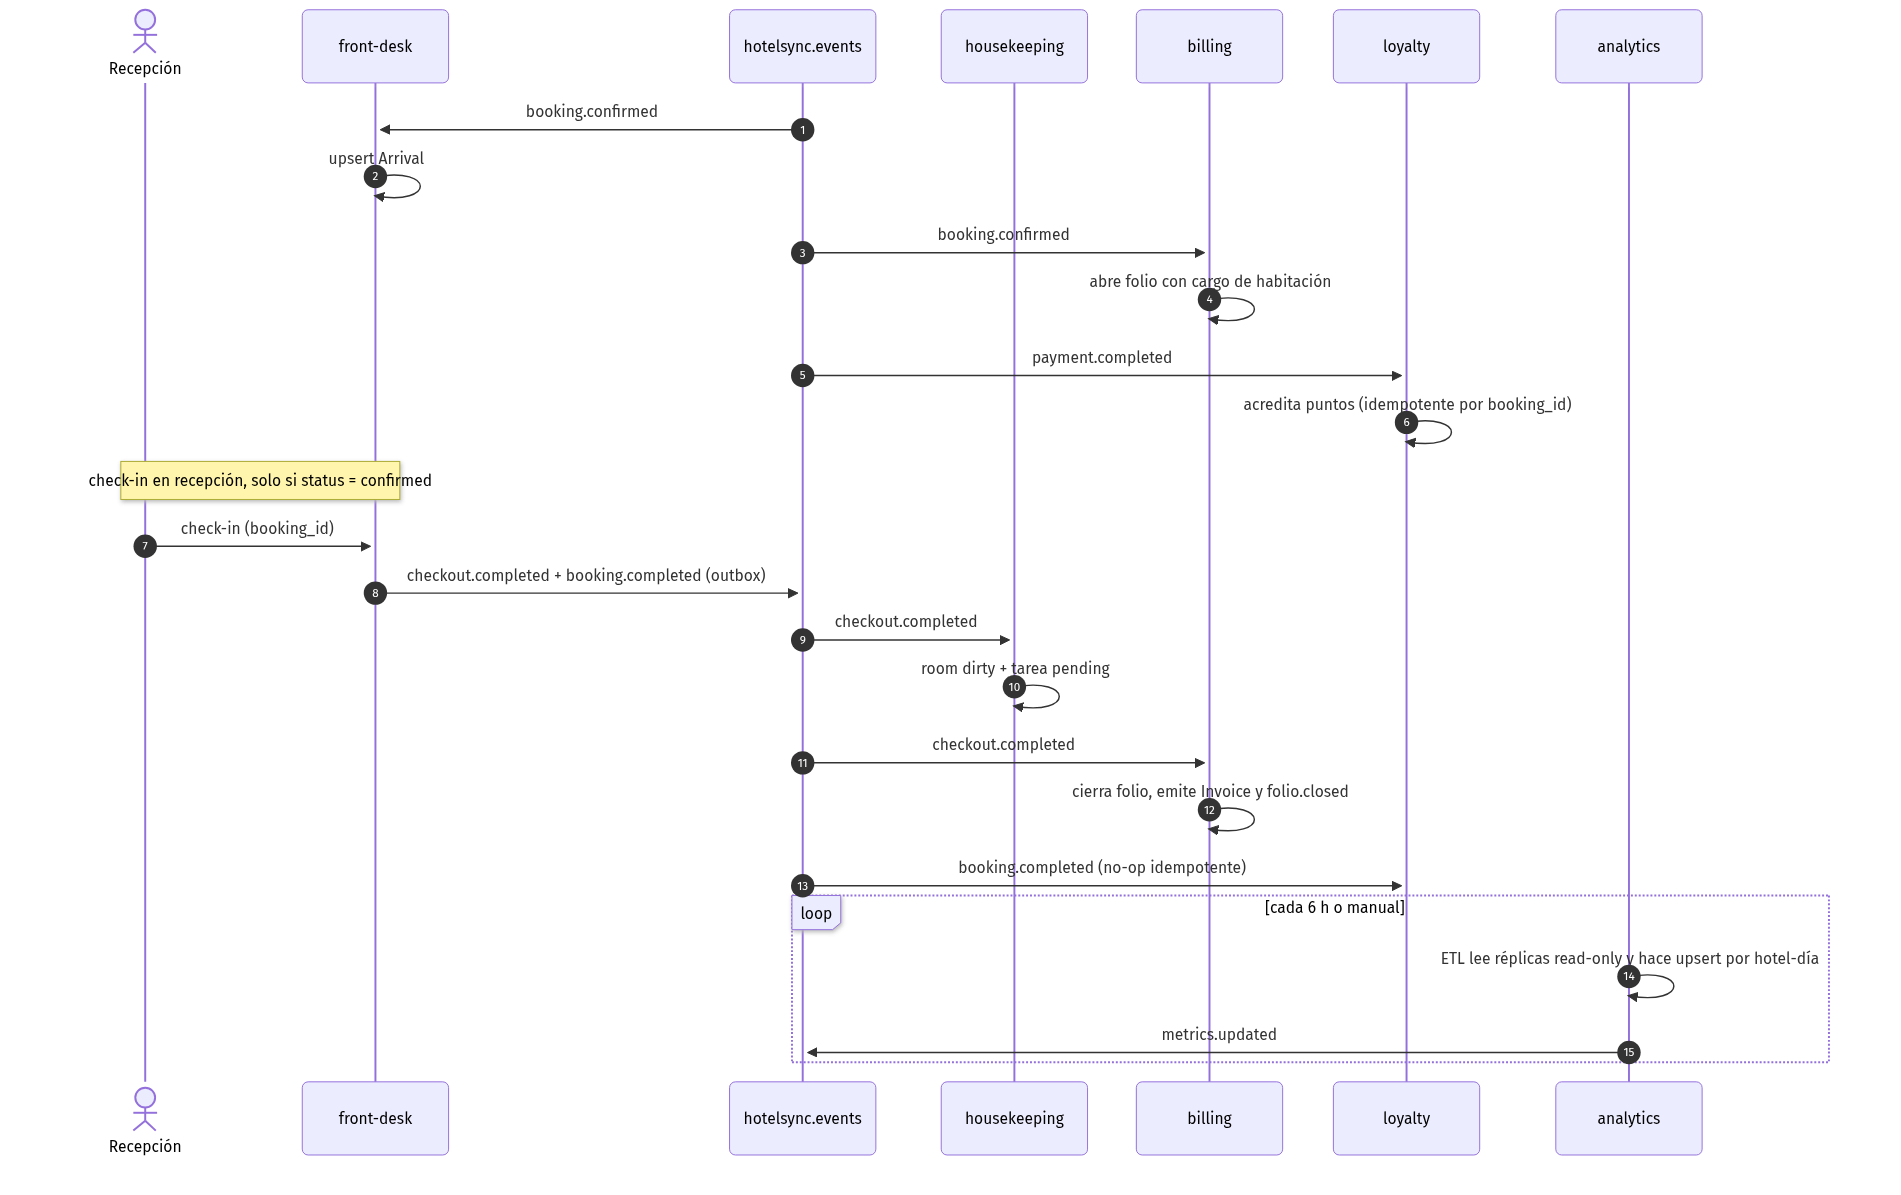 Recepción
front-desk
hotelsync.events
housekeeping
billing
loyalty
analytics
booking.confirmed
1
upsert Arrival
2
booking.confirmed
3
abre folio con cargo de habitación
4
payment.completed
5
acredita puntos (idempotente por booking_id)
6
check-in en recepción, solo si status = confirmed
check-in (booking_id)
7
checkout.completed + booking.completed (outbox)
8
checkout.completed
9
room dirty + tarea pending
10
checkout.completed
11
cierra folio, emite Invoice y folio.closed
12
booking.completed (no-op idempotente)
13
loop
[cada 6 h o manual]
ETL lee réplicas read-only y hace upsert por hotel-día
14
metrics.updated
15
Recepción
front-desk
hotelsync.events
housekeeping
billing
loyalty
analytics